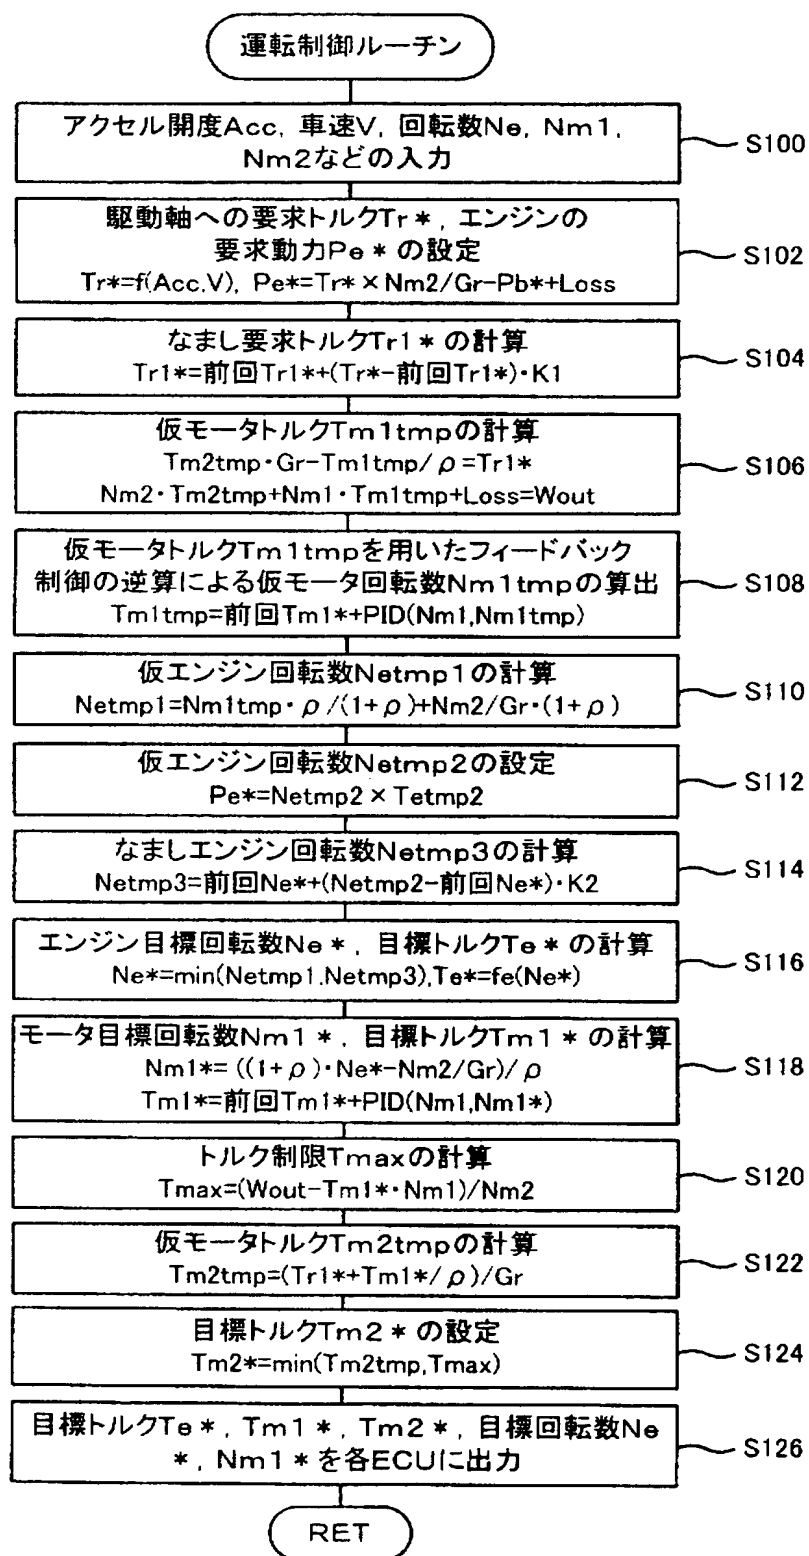 運転制御ルーチン
アクセル開度Acc, 車速V, 回転数Ne, Nm1,
Nm2などの入力
S100
駆動軸への要求トルクTr*, エンジンの
要求動力Pe*の設定
Tr*=f(Acc,V), Pe*=Tr*×Nm2/Gr-Pb*+Loss
S102
なまし要求トルクTr1*の計算
Tr1*=前回Tr1*+(Tr*-前回Tr1*)・K1
S104
仮モータトルクTm1tmpの計算
Tm2tmp・Gr-Tm1tmp/ρ=Tr1*
Nm2・Tm2tmp+Nm1・Tm1tmp+Loss=Wout
S106
仮モータトルクTm1tmpを用いたフィードバック
制御の逆算による仮モータ回転数Nm1tmpの算出
Tm1tmp=前回Tm1*+PID(Nm1,Nm1tmp)
S108
仮エンジン回転数Netmp1の計算
Netmp1=Nm1tmp・ρ/(1+ρ)+Nm2/Gr・(1+ρ)
S110
仮エンジン回転数Netmp2の設定
Pe*=Netmp2×Tetmp2
S112
なましエンジン回転数Netmp3の計算
Netmp3=前回Ne*+(Netmp2-前回Ne*)・K2
S114
エンジン目標回転数Ne*, 目標トルクTe*の計算
Ne*=min(Netmp1,Netmp3),Te*=fe(Ne*)
S116
モータ目標回転数Nm1*, 目標トルクTm1*の計算
Nm1*= ((1+ρ)・Ne*-Nm2/Gr)/ρ
Tm1*=前回Tm1*+PID(Nm1,Nm1*)
S118
トルク制限Tmaxの計算
Tmax=(Wout-Tm1*・Nm1)/Nm2
S120
仮モータトルクTm2tmpの計算
Tm2tmp=(Tr1*+Tm1*/ρ)/Gr
S122
目標トルクTm2*の設定
Tm2*=min(Tm2tmp,Tmax)
S124
目標トルクTe*, Tm1*, Tm2*, 目標回転数Ne
*, Nm1*を各ECUに出力
S126
RET